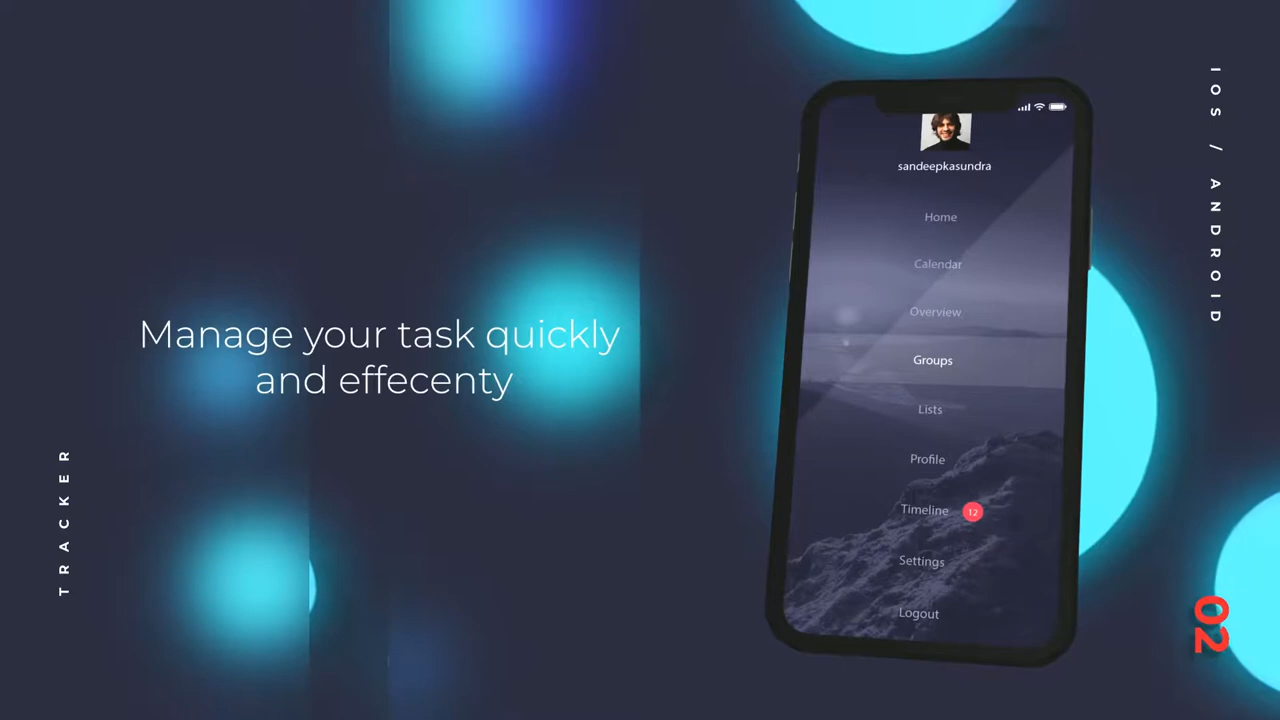 Manage your task quickly
and effecenty
TRACKER
sandeepkasundra
Home
Calendar
Overview
Groups
Lists
Profile
Timeline 12
Settings
Logout
IOS / ANDROID
02